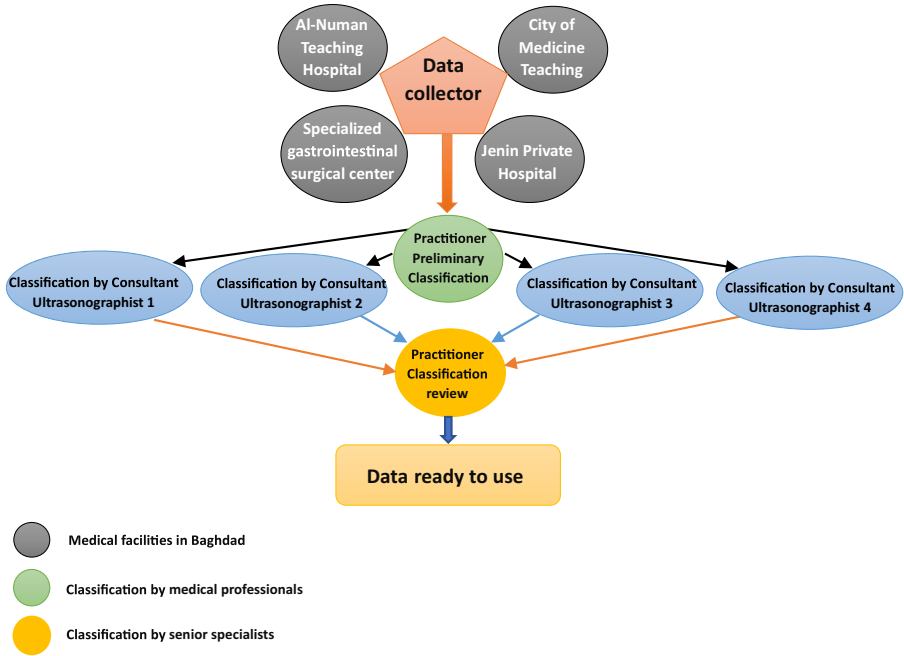 Al-Numan
Teaching
Hospital
City of
Medicine
Teaching
Data
collector
Specialized
gastrointestinal
surgical center
Jenin Private
Hospital
Practitioner
Preliminary
Classification
Classification by Consultant
Ultrasonographist 1
Classification by Consultant
Ultrasonographist 2
Classification by Consultant
Ultrasonographist 3
Classification by Consultant
Ultrasonographist 4
Practitioner
Classification
review
Data ready to use
Medical facilities in Baghdad
Classification by medical professionals
Classification by senior specialists